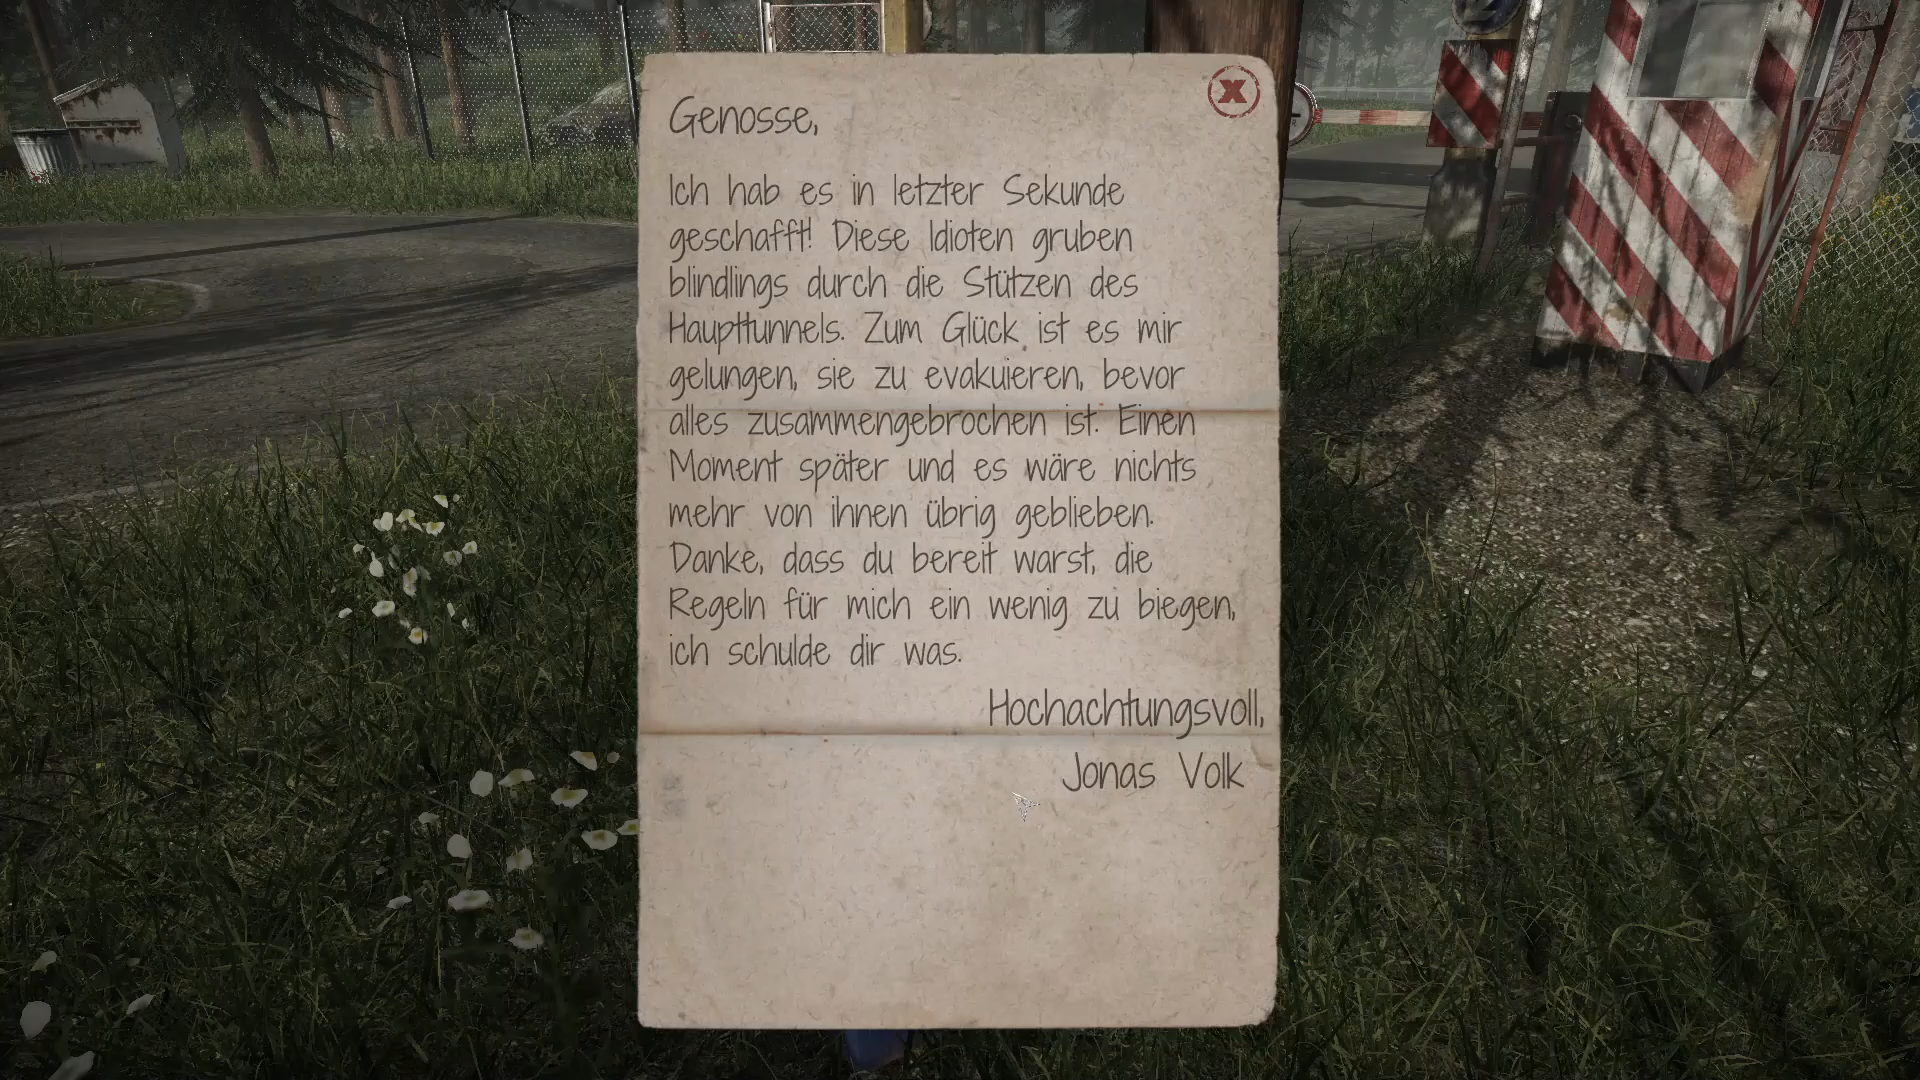 Genosse,
Ich hab es in letzter Sekunde
geschafft! Diese Idioten gruben
blindlings durch die Stützen des
Haupttunnels. Zum Glück ist es mir
gelungen, sie zu evakuieren, bevor
alles zusammengebrochen ist. Einen
Moment später und es wäre nichts
mehr von ihnen übrig geblieben.
Danke, dass du bereit warst, die
Regeln für mich ein wenig zu biegen,
ich schulde dir was.
Hochachtungsvoll,
Jonas Volk